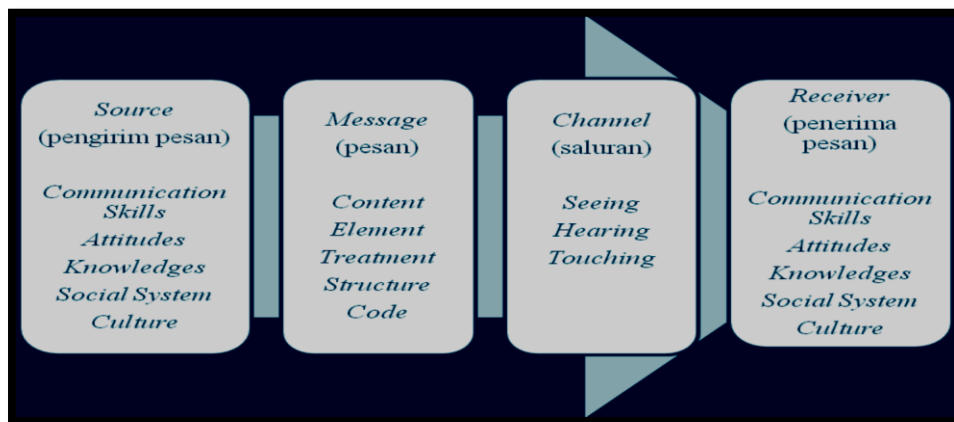 Source
(pengirim pesan)
Communication
Skills
Attitudes
Knowledges
Social System
Culture
Message
(pesan)
Content
Element
Treatment
Structure
Code
Channel
(saluran)
Seeing
Hearing
Touching
Receiver
(penerima
pesan)
Communication
Skills
Attitudes
Knowledges
Social System
Culture